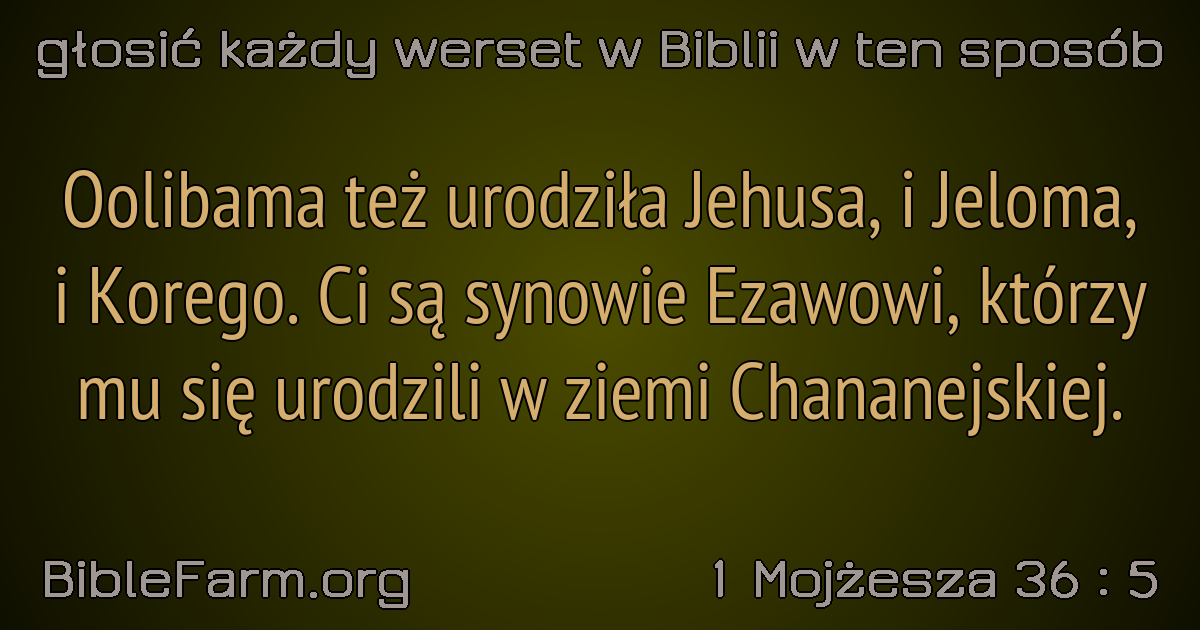 głosić każdy werset w Biblii w ten sposób
Oolibama też urodziła Jehusa, i Jeloma,
i Korego. Ci są synowie Ezawowi, którzy
mu się urodzili w ziemi Chananejskiej.
BibleFarm.org
1 Mojżesza 36 : 5